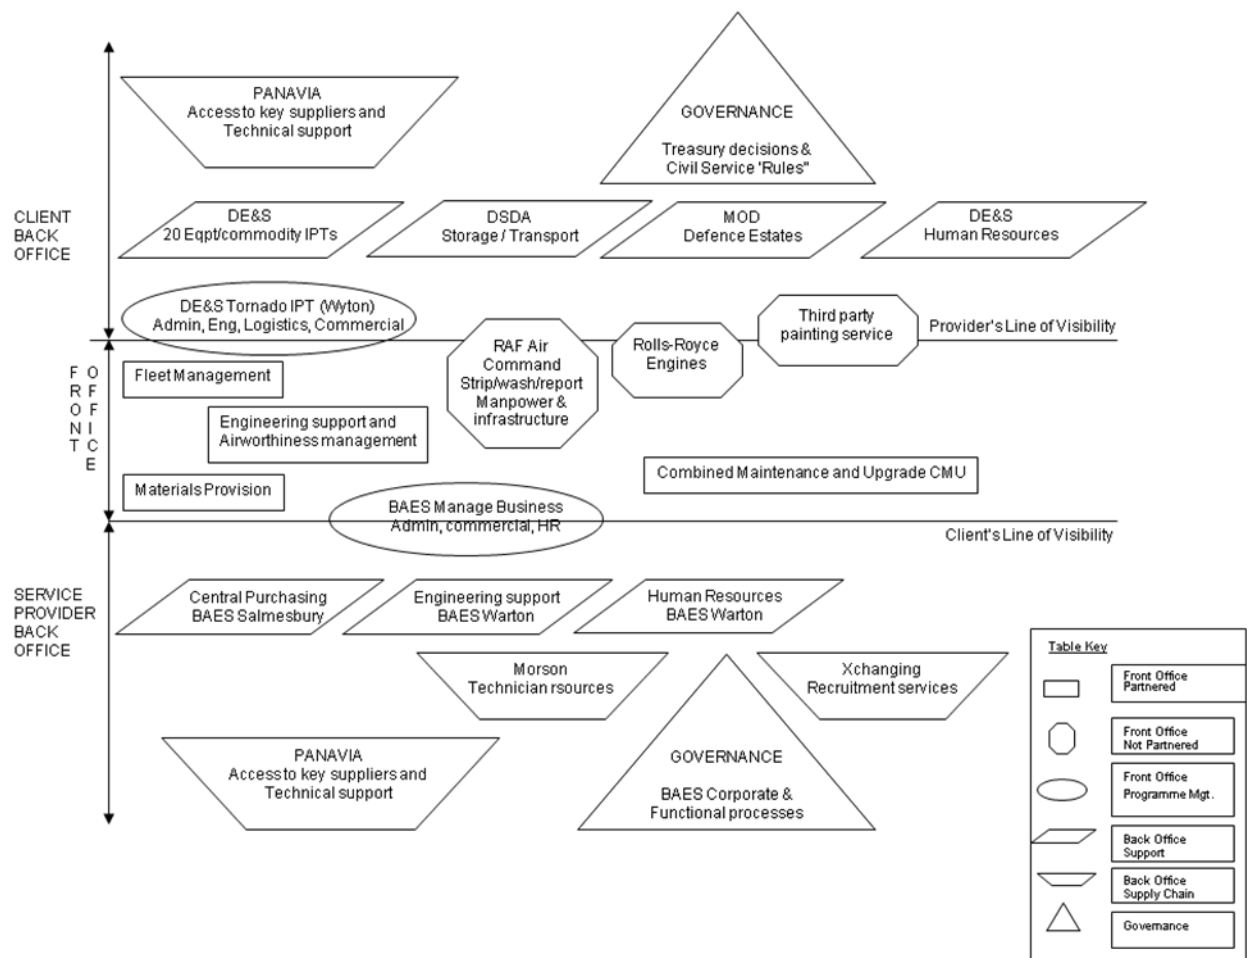 PANAVIA
Access to key suppliers and
Technical support
GOVERNANCE
Treasury decisions &
Civil Service 'Rules"
CLIENT
BACK
OFFICE
DE&S
20 Eqpt/commodity IPTs
DSDA
Storage / Transport
MOD
Defence Estates
DE&S
Human Resources
DE&S Tornado IPT (Wyton)
Admin, Eng, Logistics, Commercial
RAF Air
Command
Strip/wash/report
Manpower &
infrastructure
Rolls-Royce
Engines
Third party
painting service
Provider's Line of Visibility
FRONT
OFFICE
Fleet Management
Engineering support and
Airworthiness management
Materials Provision
Combined Maintenance and Upgrade CMU
BAES Manage Business
Admin, commercial, HR
Client's Line of Visibility
SERVICE
PROVIDER
BACK
OFFICE
Central Purchasing
BAES Salmesbury
Engineering support
BAES Warton
Human Resources
BAES Warton
Morson
Technician rsources
Xchanging
Recruitment services
PANAVIA
Access to key suppliers and
Technical support
GOVERNANCE
BAES Corporate &
Functional processes
Table Key
Front Office
Partnered
Front Office
Not Partnered
Front Office
Programme Mgt.
Back Office
Support
Back Office
Supply Chain
Governance